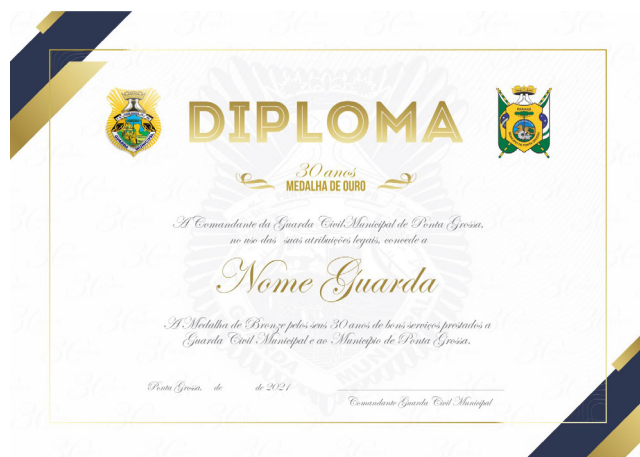 DIPLOMA
30 anos
MEDALHA DE OURO
A Comandante da Guarda Civil Municipal de Ponta Grossa,
no uso das suas atribuições legais, concede a
Nome Guarda
A Medalha de Bronze pelos seus 30 anos de bons serviços prestados a
Guarda Civil Municipal e ao Município de Ponta Grossa.
Ponta Grossa, de de 2021
Comandante Guarda Civil Municipal